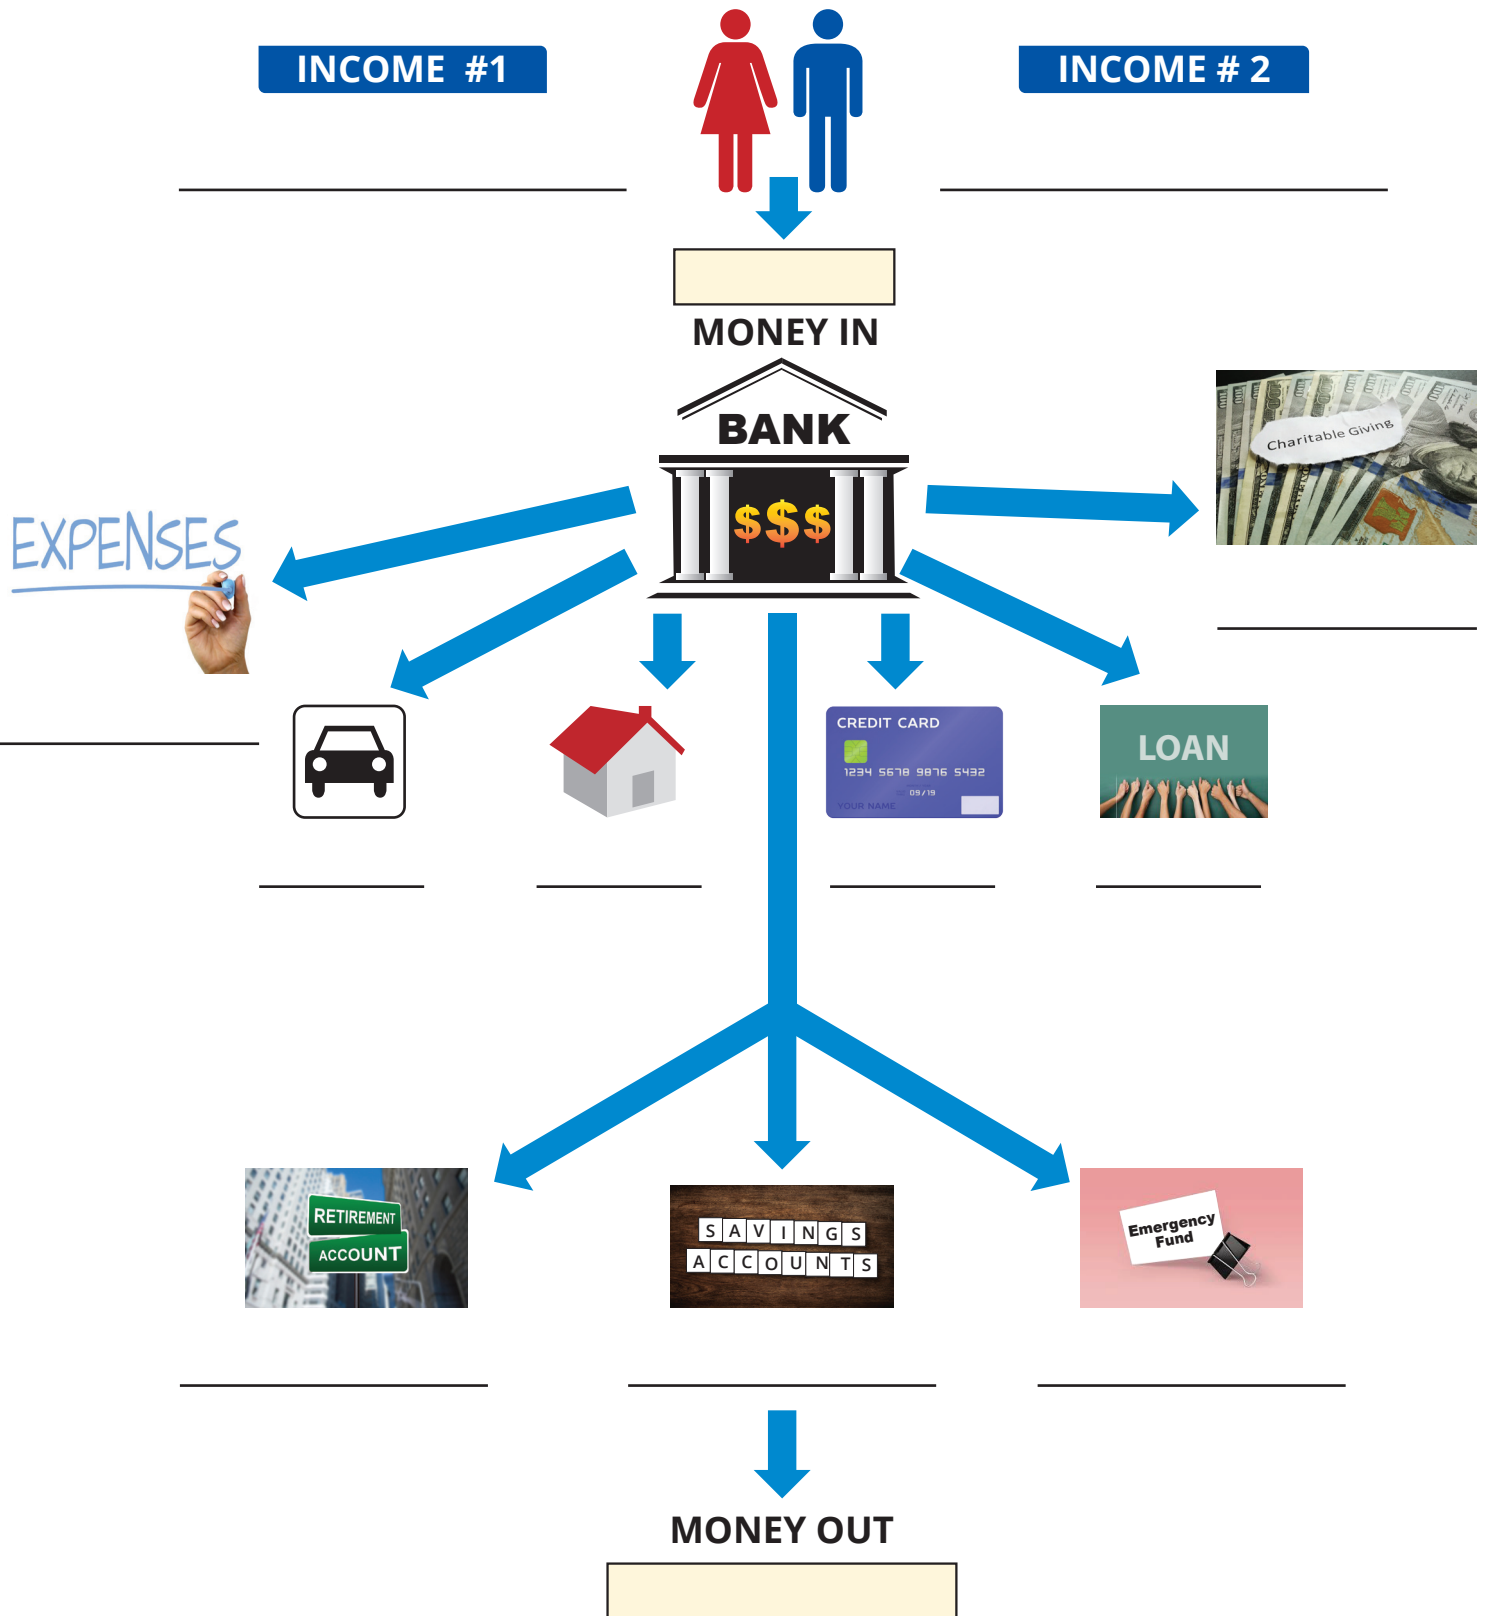 INCOME #1
INCOME # 2
MONEY IN
BANK
$$$
Charitable Giving
EXPENSES
CREDIT CARD
1234 5678 9876 5432
09/19
YOUR NAME
LOAN
RETIREMENT
ACCOUNT
SAVINGS
ACCOUNTS
Emergency
Fund
MONEY OUT